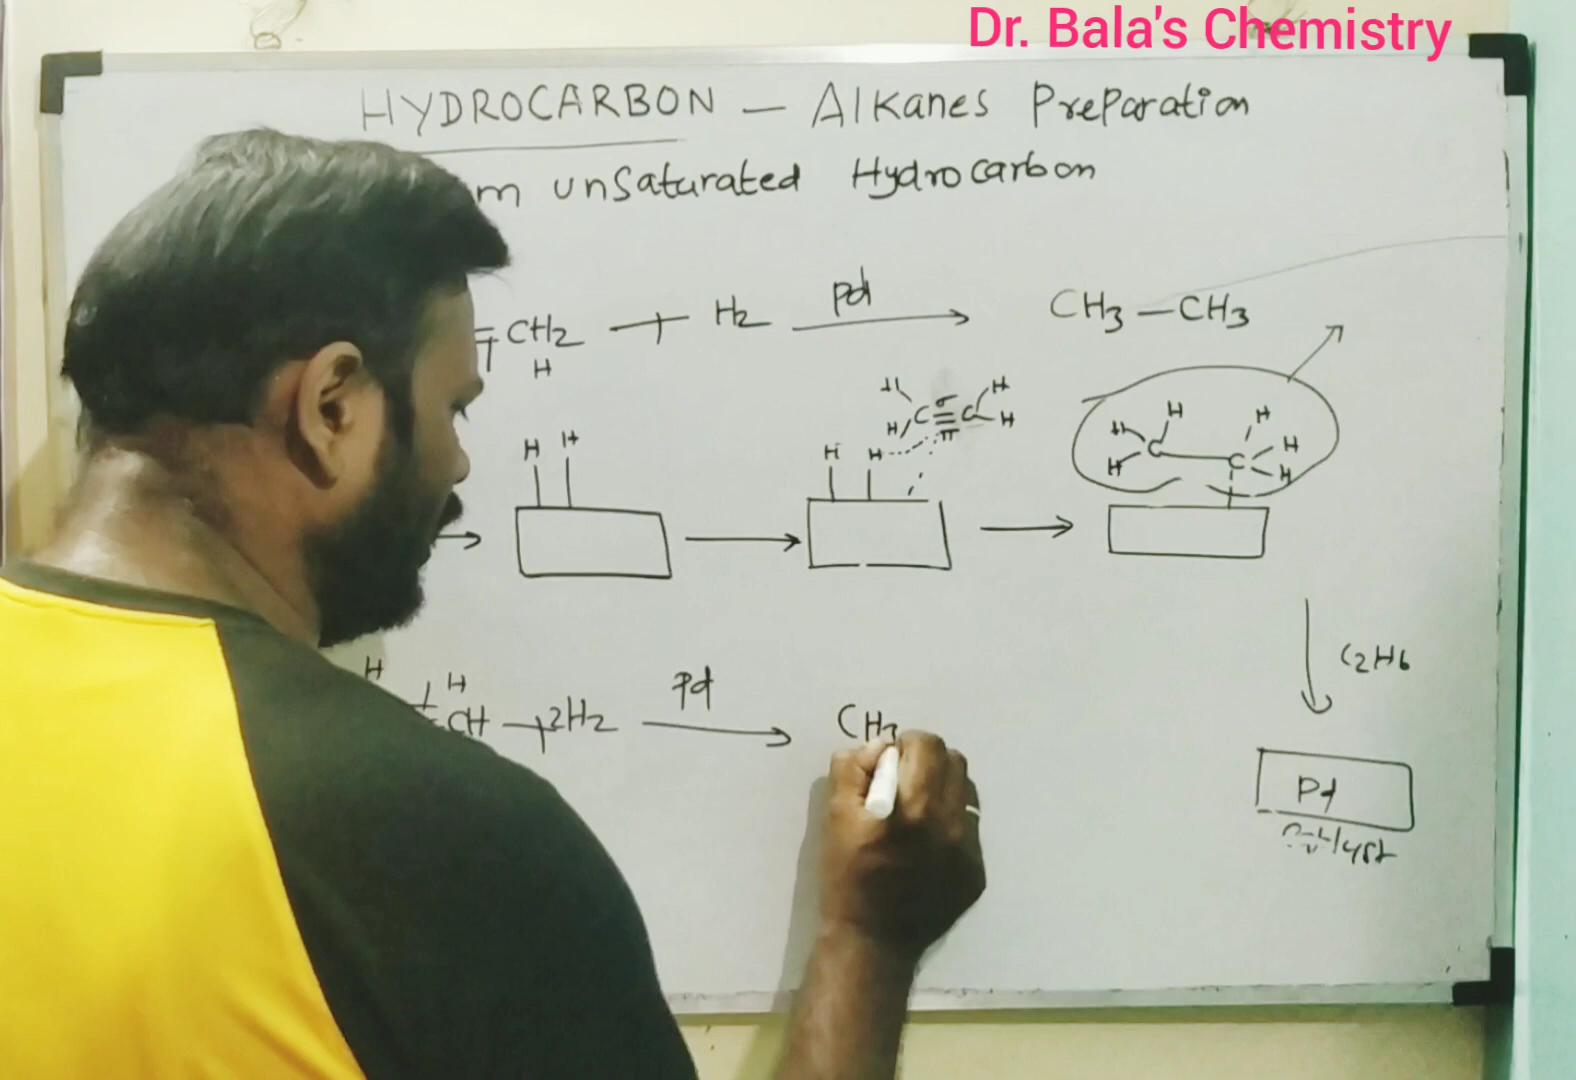 Dr. Bala's Chemistry
HYDROCARBON — Alkanes Preparation
m unsaturated Hydrocarbon
CH2 + H2 Pd → CH3 — CH3
H
H H
H C σ π C H H H
H H
H H C H C H H H
C2H6
H H
CH + 2H2 Pd → CH3
Pd